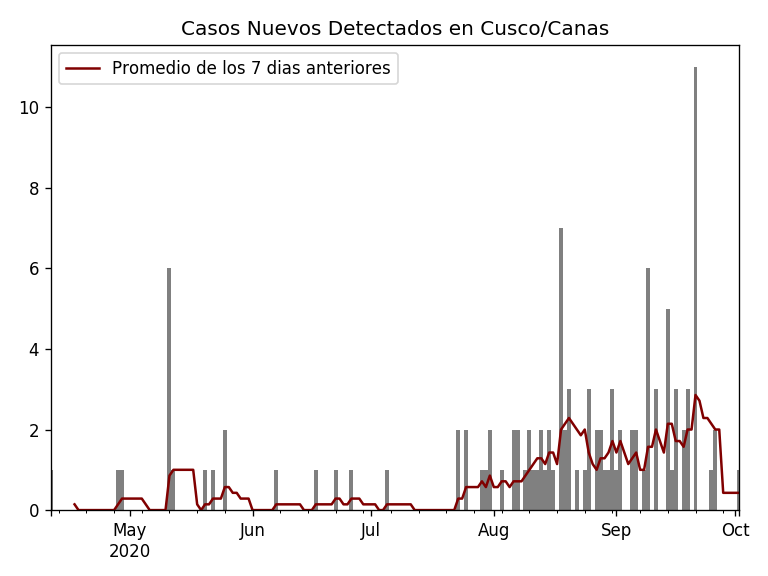 Casos Nuevos Detectados en Cusco/Canas
Promedio de los 7 dias anteriores
10
8
6
4
2
0
May Jun Jul Aug Sep Oct
2020